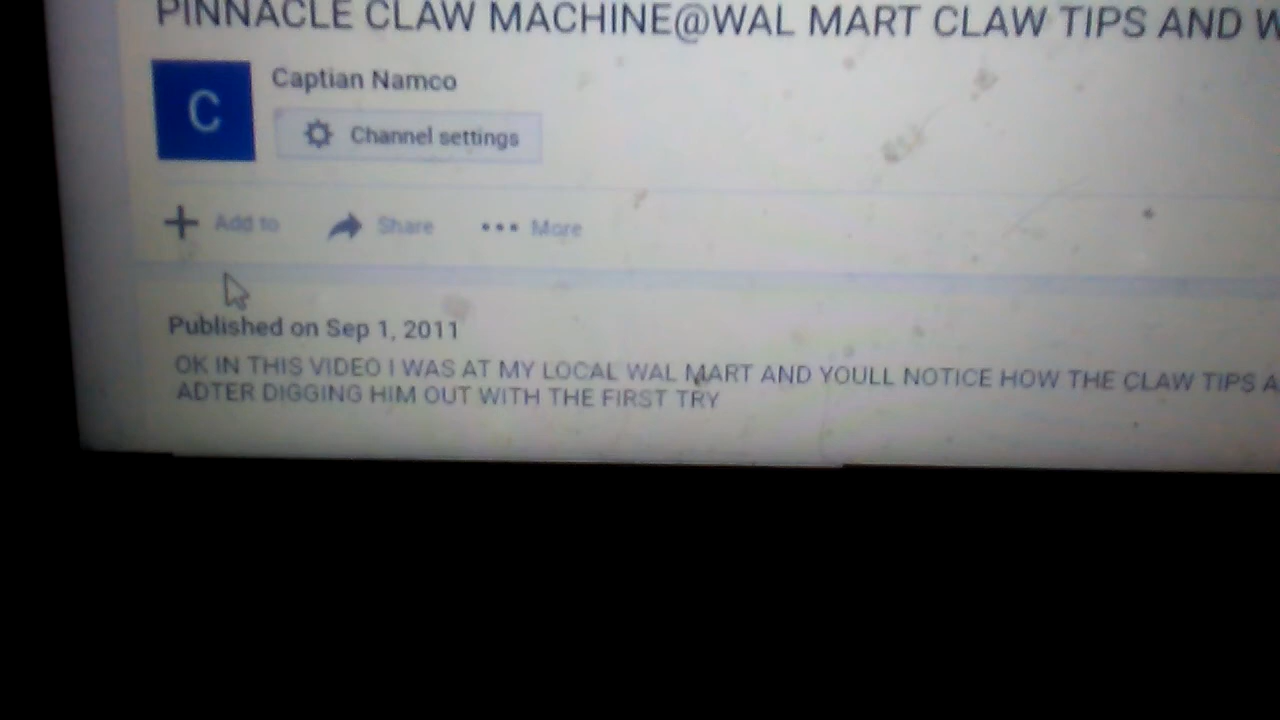 PINNACLE CLAW MACHINE@WAL MART CLAW TIPS AND W
C
Captian Namco
Channel settings
Add to
Share
More
Published on Sep 1, 2011
OK IN THIS VIDEO I WAS AT MY LOCAL WAL MART AND YOULL NOTICE HOW THE CLAW TIPS A
ADTER DIGGING HIM OUT WITH THE FIRST TRY